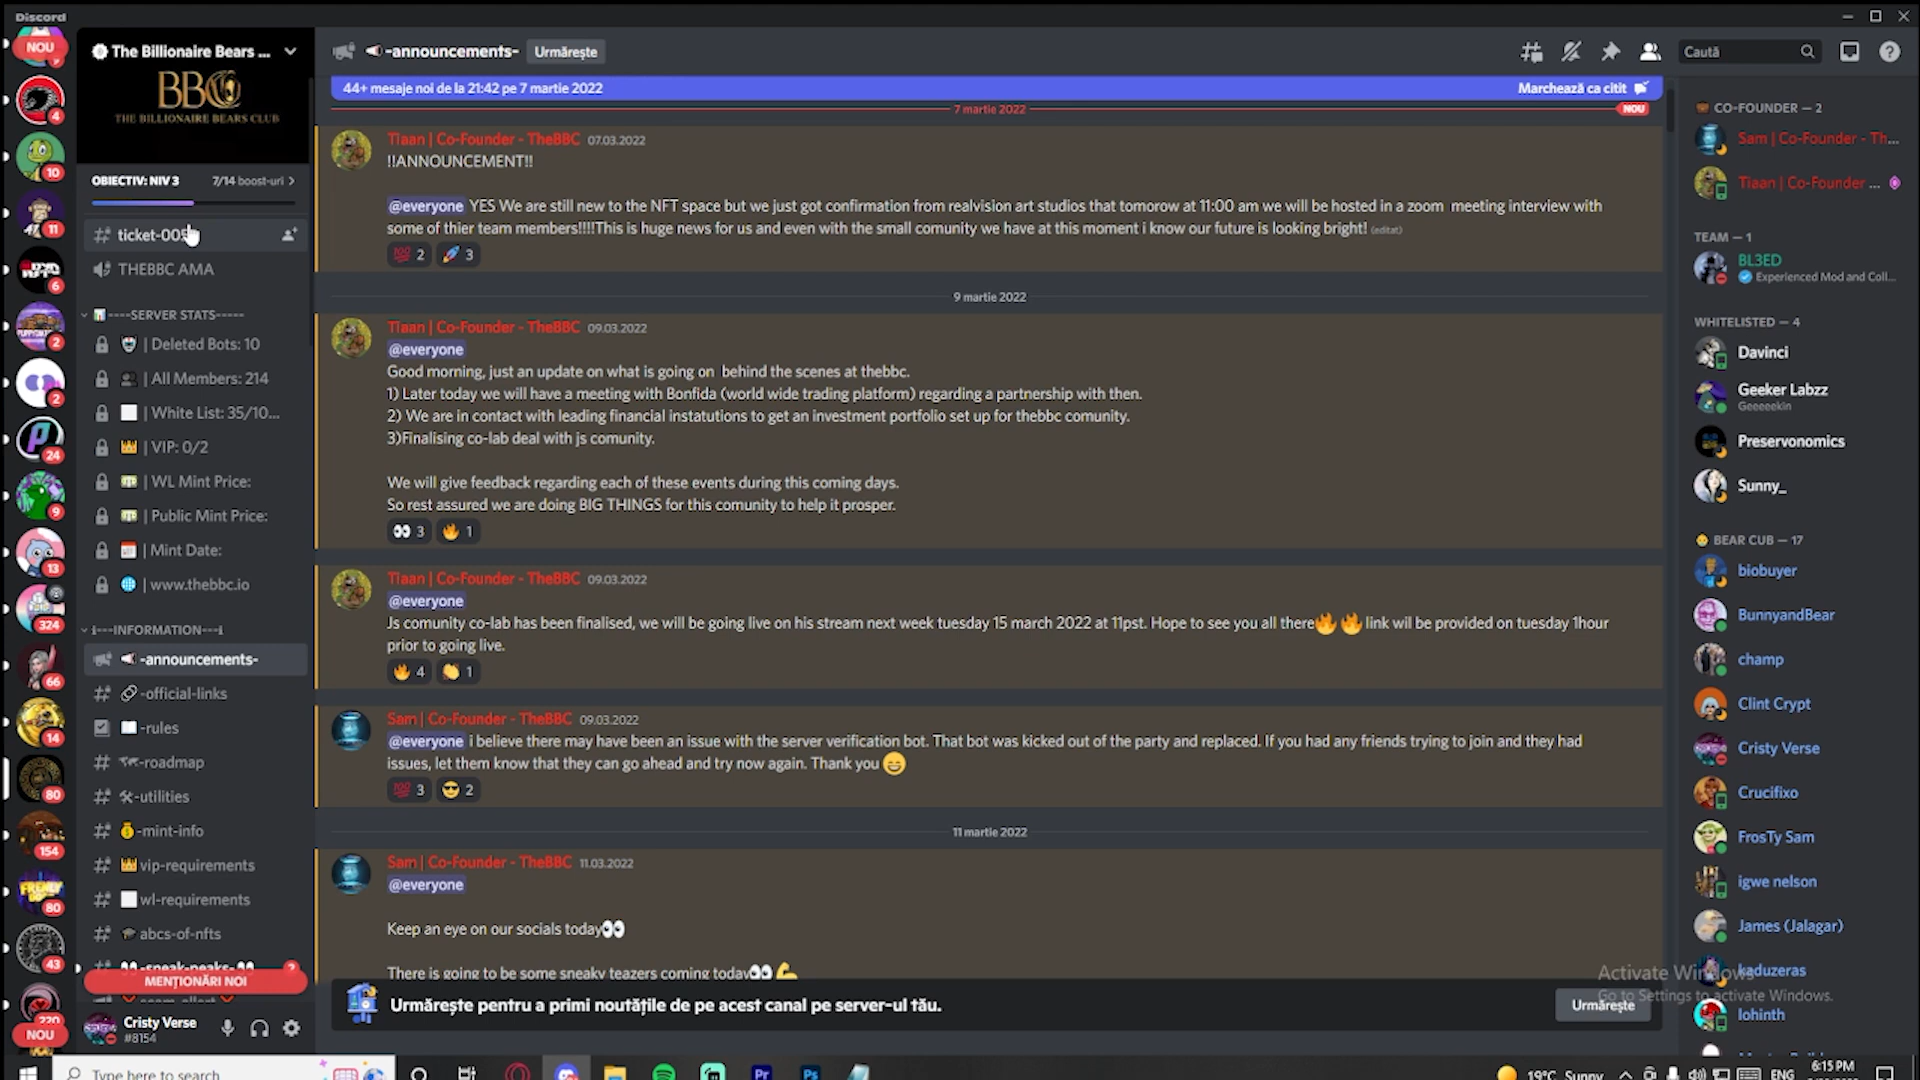 Discord
NOU
4
10
11
6
2
2
24
9
13
324
66
14
80
154
80
43
220
NOU
The Billionaire Bears ...
BBC
THE BILLIONAIRE BEARS CLUB
OBIECTIV: NIV 3 7/14 boost-uri
ticket-005
THEBBC AMA
----SERVER STATS-----
| Deleted Bots: 10
| All Members: 214
| White List: 35/10...
| VIP: 0/2
| WL Mint Price:
| Public Mint Price:
| Mint Date:
| www.thebbc.io
---INFORMATION---
-announcements-
-official-links
-rules
-roadmap
-utilities
-mint-info
vip-requirements
wl-requirements
abcs-of-nfts
-sneak-peaks-
MENȚIONĂRI NOI
Cristy Verse
#8154
-announcements- Urmărește
Caută
44+ mesaje noi de la 21:42 pe 7 martie 2022 Marchează ca citit
7 martie 2022 NOU
Tiaan | Co-Founder - TheBBC 07.03.2022
!!ANNOUNCEMENT!!
@everyone YES We are still new to the NFT space but we just got confirmation from realvision art studios that tomorow at 11:00 am we will be hosted in a zoom meeting interview with
some of thier team members!!!!This is huge news for us and even with the small comunity we have at this moment i know our future is looking bright! (editat)
💯 2 🚀 3
9 martie 2022
Tiaan | Co-Founder - TheBBC 09.03.2022
@everyone
Good morning, just an update on what is going on behind the scenes at thebbc.
1) Later today we will have a meeting with Bonfida (world wide trading platform) regarding a partnership with then.
2) We are in contact with leading financial instatutions to get an investment portfolio set up for thebbc comunity.
3)Finalising co-lab deal with js comunity.
We will give feedback regarding each of these events during this coming days.
So rest assured we are doing BIG THINGS for this comunity to help it prosper.
👀 3 🔥 1
Tiaan | Co-Founder - TheBBC 09.03.2022
@everyone
Js comunity co-lab has been finalised, we will be going live on his stream next week tuesday 15 march 2022 at 11pst. Hope to see you all there🔥 🔥 link wil be provided on tuesday 1hour
prior to going live.
🔥 4 👏 1
Sam | Co-Founder - TheBBC 09.03.2022
@everyone i believe there may have been an issue with the server verification bot. That bot was kicked out of the party and replaced. If you had any friends trying to join and they had
issues, let them know that they can go ahead and try now again. Thank you 😄
💯 3 😎 2
11 martie 2022
Sam | Co-Founder - TheBBC 11.03.2022
@everyone
Keep an eye on our socials today👀
There is going to be some sneaky teazers coming today👀 💪
Urmărește pentru a primi noutățile de pe acest canal pe server-ul tău. Urmărește
CO-FOUNDER — 2
Sam | Co-Founder - Th...
Tiaan | Co-Founder ...
TEAM — 1
BL3ED
Experienced Mod and Coll...
WHITELISTED — 4
Davinci
Geeker Labzz
Geeeeekin
Preservonomics
Sunny_
BEAR CUB — 17
biobuyer
BunnyandBear
champ
Clint Crypt
Cristy Verse
Crucifixo
FrosTy Sam
igwe nelson
James (Jalagar)
kaduzeras
lohinth
Activate Windows
Go to Settings to activate Windows.
Type here to search
Pr
Ps
19°C Sunny
ENG
6:15 PM